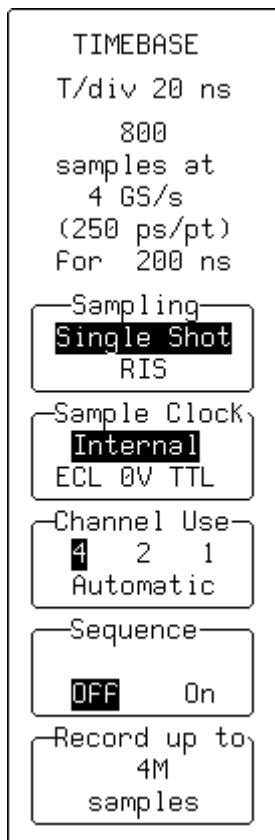 TIMEBASE
T/div 20 ns
800
samples at
4 GS/s
(250 ps/pt)
For 200 ns
Sampling
Single Shot
RIS
Sample Clock
Internal
ECL 0V TTL
Channel Use
4 2 1
Automatic
Sequence
OFF On
Record up to
4M
samples